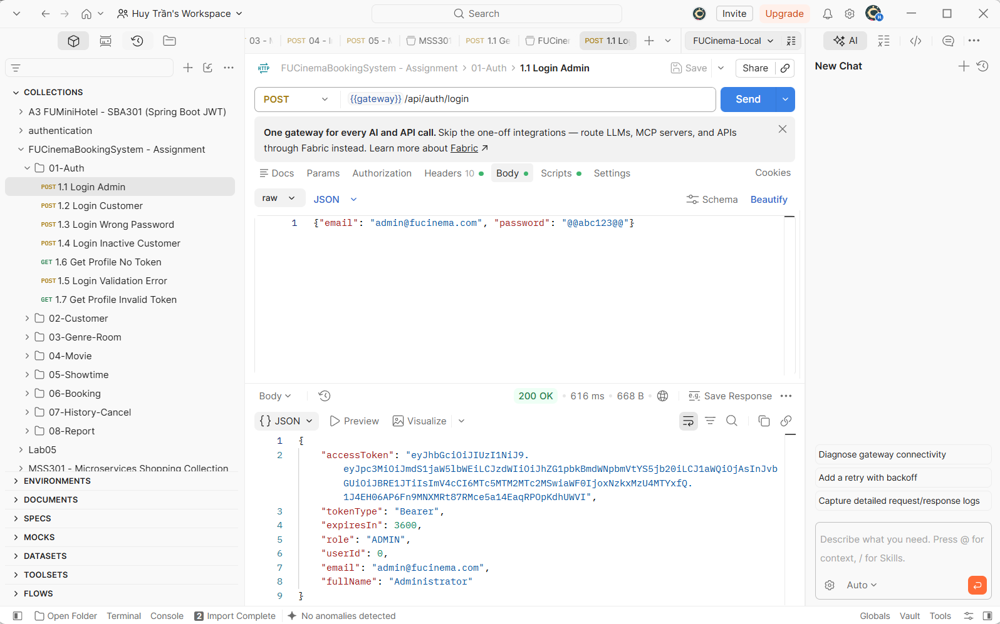 Huy Trần's Workspace
Search
Invite
Upgrade
03 - M
POST 04 - I
POST 05 - M
MSS301
POST 1.1 Ge
FUCiner
POST 1.1 Lo
FUCinema-Local
AI
FUCinemaBookingSystem - Assignment > 01-Auth > 1.1 Login Admin
Save
Share
New Chat
COLLECTIONS
A3 FUMiniHotel - SBA301 (Spring Boot JWT)
authentication
FUCinemaBookingSystem - Assignment
01-Auth
POST 1.1 Login Admin
POST 1.2 Login Customer
POST 1.3 Login Wrong Password
POST 1.4 Login Inactive Customer
GET 1.6 Get Profile No Token
POST 1.5 Login Validation Error
GET 1.7 Get Profile Invalid Token
02-Customer
03-Genre-Room
04-Movie
05-Showtime
06-Booking
07-History-Cancel
08-Report
Lab05
MSS301 - Microservices Shopping Collection
ENVIRONMENTS
DOCUMENTS
SPECS
MOCKS
DATASETS
TOOLSETS
FLOWS
HTTP
POST
{{gateway}} /api/auth/login
Send
One gateway for every AI and API call. Skip the one-off integrations — route LLMs, MCP servers, and APIs
through Fabric instead. Learn more about Fabric ↗
Docs
Params
Authorization
Headers 10
Body
Scripts
Settings
Cookies
raw
JSON
Schema
Beautify
1 {"email": "admin@fucinema.com", "password": "@@abc123@@"}
Body
200 OK • 616 ms • 668 B
e.g. Save Response
{} JSON
Preview
Visualize
1 {
2 "accessToken": "eyJhbGciOiJIUzI1NiJ9.
eyJpc3MiOiJmdS1jaW5lbWEiLCJzdWIiOiJhZG1pbkBmdWNpbmVtYS5jb20iLCJ1aWQiOjAsInJvb
GUiOiJBRE1JTiIsImV4cCI6MTc5MTM2MTc2MSwiaWF0IjoxNzkxMzU4MTYxfQ.
1J4EH06AP6Fn9MNXMRt87RMce5a14EaqRPOpKdhUWVI",
3 "tokenType": "Bearer",
4 "expiresIn": 3600,
5 "role": "ADMIN",
6 "userId": 0,
7 "email": "admin@fucinema.com",
8 "fullName": "Administrator"
9 }
Diagnose gateway connectivity
Add a retry with backoff
Capture detailed request/response logs
Describe what you need. Press @ for
context, / for Skills.
Auto
Open Folder
Terminal
Console
2 Import Complete
No anomalies detected
Globals
Vault
Tools